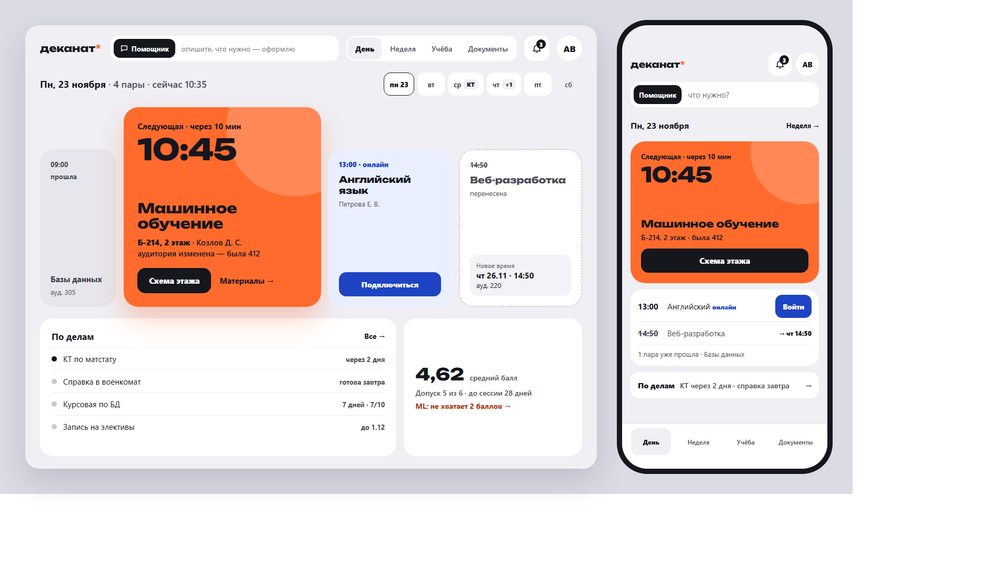 деканат*
Помощник
опишите, что нужно — оформлю
День
Неделя
Учёба
Документы
3
АВ
Пн, 23 ноября · 4 пары · сейчас 10:35
пн 23
вт
ср КТ
чт +1
пт
сб
09:00
прошла
Базы данных
ауд. 305
Следующая · через 10 мин
10:45
Машинное
обучение
Б-214, 2 этаж · Козлов Д. С.
аудитория изменена — была 412
Схема этажа
Материалы →
13:00 · онлайн
Английский
язык
Петрова Е. В.
Подключиться
14:50
Веб-разработка
перенесена
Новое время
чт 26.11 · 14:50
ауд. 220
По делам
Все →
КТ по матстату
через 2 дня
Справка в военкомат
готова завтра
Курсовая по БД
7 дней · 7/10
Запись на элективы
до 1.12
4,62 средний балл
Допуск 5 из 6 · до сессии 28 дней
ML: не хватает 2 баллов →
деканат*
3
АВ
Помощник
что нужно?
Пн, 23 ноября
Неделя →
Следующая · через 10 мин
10:45
Машинное обучение
Б-214, 2 этаж · была 412
Схема этажа
13:00 Английский онлайн
Войти
14:50 Веб-разработка
→ чт 14:50
1 пара уже прошла · Базы данных
По делам КТ через 2 дня · справка завтра →
День
Неделя
Учёба
Документы